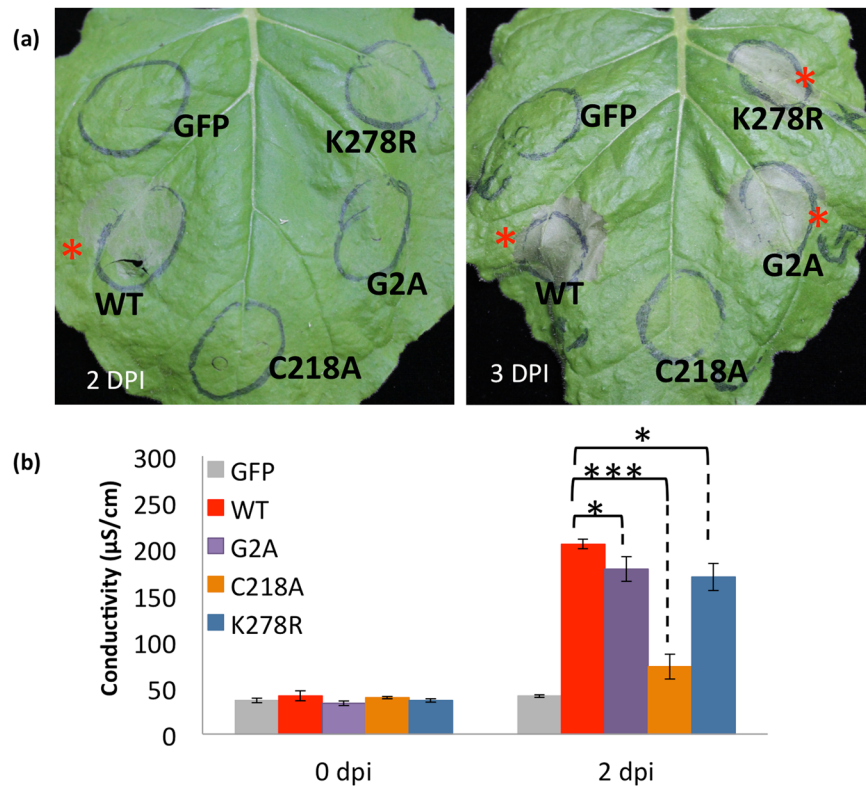 (a)
GFP
K278R
*
WT
G2A
C218A
2 DPI
K278R
*
GFP
*
WT
G2A
*
C218A
3 DPI
(b)
Conductivity (µS/cm)
300
250
200
150
100
50
0
GFP
WT
G2A
C218A
K278R
*
***
*
0 dpi
2 dpi